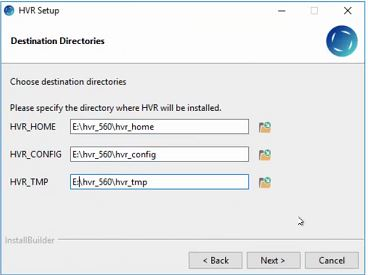 HVR Setup
Destination Directories
Choose destination directories
Please specify the directory where HVR will be installed.
HVR_HOME E:\hvr_560\hvr_home
HVR_CONFIG E:\hvr_560\hvr_config
HVR_TMP E:\hvr_560\hvr_tmp
InstallBuilder
< Back Next > Cancel